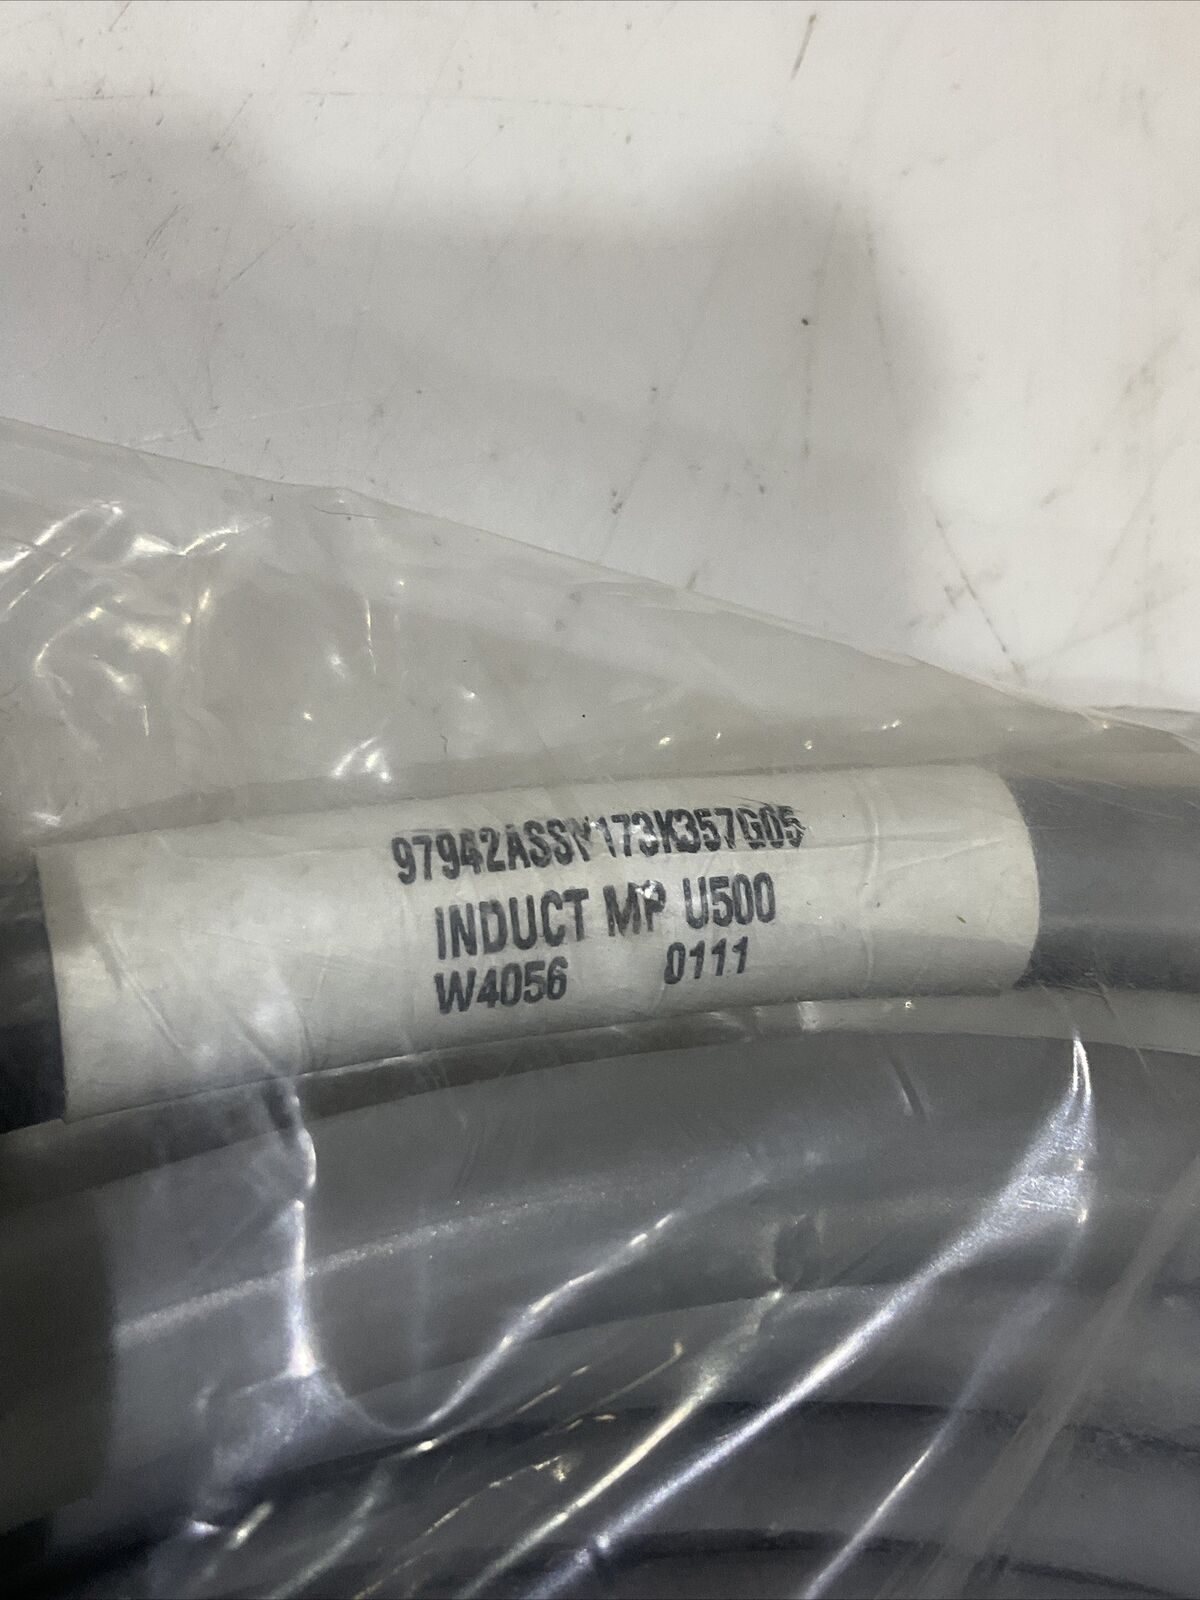 97942ASSY173K357G05
INDUCT MP U500
W4056 0111